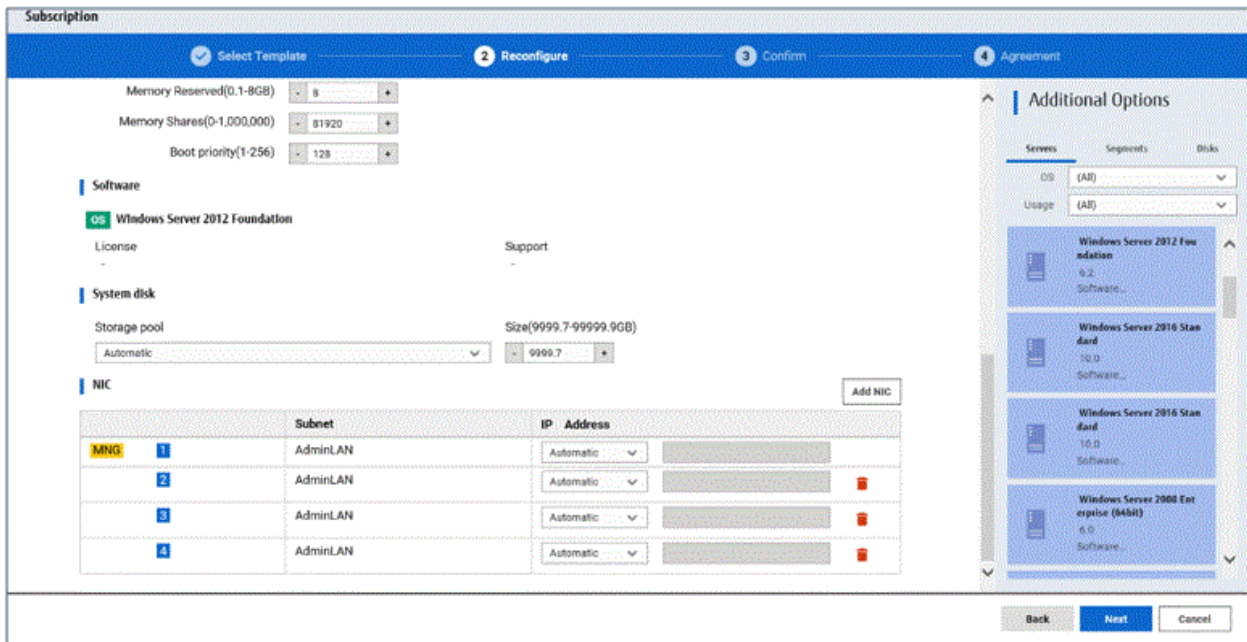 Subscription
Select Template
2 Reconfigure
3 Confirm
4 Agreement
Memory Reserved(0.1-8GB) - 8 +
Memory Shares(0-1,000,000) - 81920 +
Boot priority(1-256) - 128 +
Software
OS Windows Server 2012 Foundation
License Support
- -
System disk
Storage pool Size(9999.7-99999.9GB)
Automatic - 9999.7 +
NIC
Add NIC
Subnet IP Address
MNG 1 AdminLAN Automatic
2 AdminLAN Automatic
3 AdminLAN Automatic
4 AdminLAN Automatic
Additional Options
Servers Segments Disks
OS (All)
Usage (All)
Windows Server 2012 Fou
ndation
6.2
Software...
Windows Server 2016 Stan
dard
10.0
Software...
Windows Server 2016 Stan
dard
10.0
Software...
Windows Server 2008 Ent
erprise (64bit)
6.0
Software...
Back Next Cancel